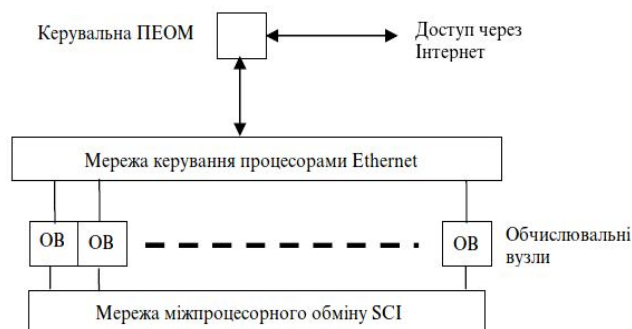 Керувальна ПЕОМ
Доступ через
Інтернет
Мережа керування процесорами Ethernet
ОВ ОВ ОВ
Обчислювальні
вузли
Мережа міжпроцесорного обміну SCI